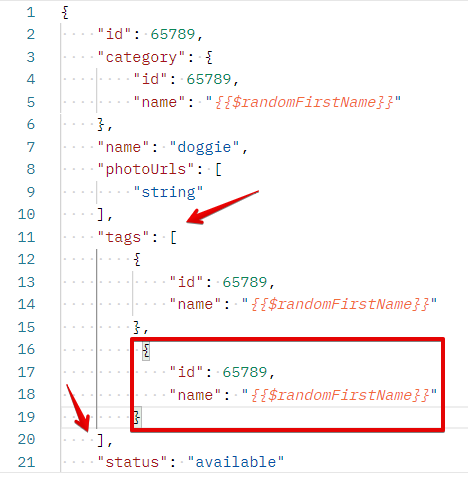 1 {
2 "id": 65789,
3 "category": {
4 "id": 65789,
5 "name": "{{$randomFirstName}}"
6 },
7 "name": "doggie",
8 "photoUrls": [
9 "string"
10 ],
11 "tags": [
12 {
13 "id": 65789,
14 "name": "{{$randomFirstName}}"
15 },
16 {
17 "id": 65789,
18 "name": "{{$randomFirstName}}"
19 }
20 ],
21 "status": "available"